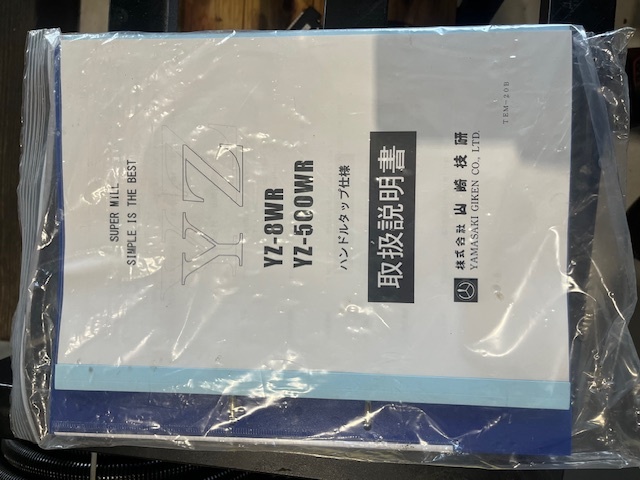 SUPER MILL
SIMPLE IS THE BEST
YZ
YZ-8WR
YZ-500WR
ハンドルタップ仕様
取扱説明書
株式会社 山崎技研
YAMASAKI GIKEN CO., LTD.
TEM-20B